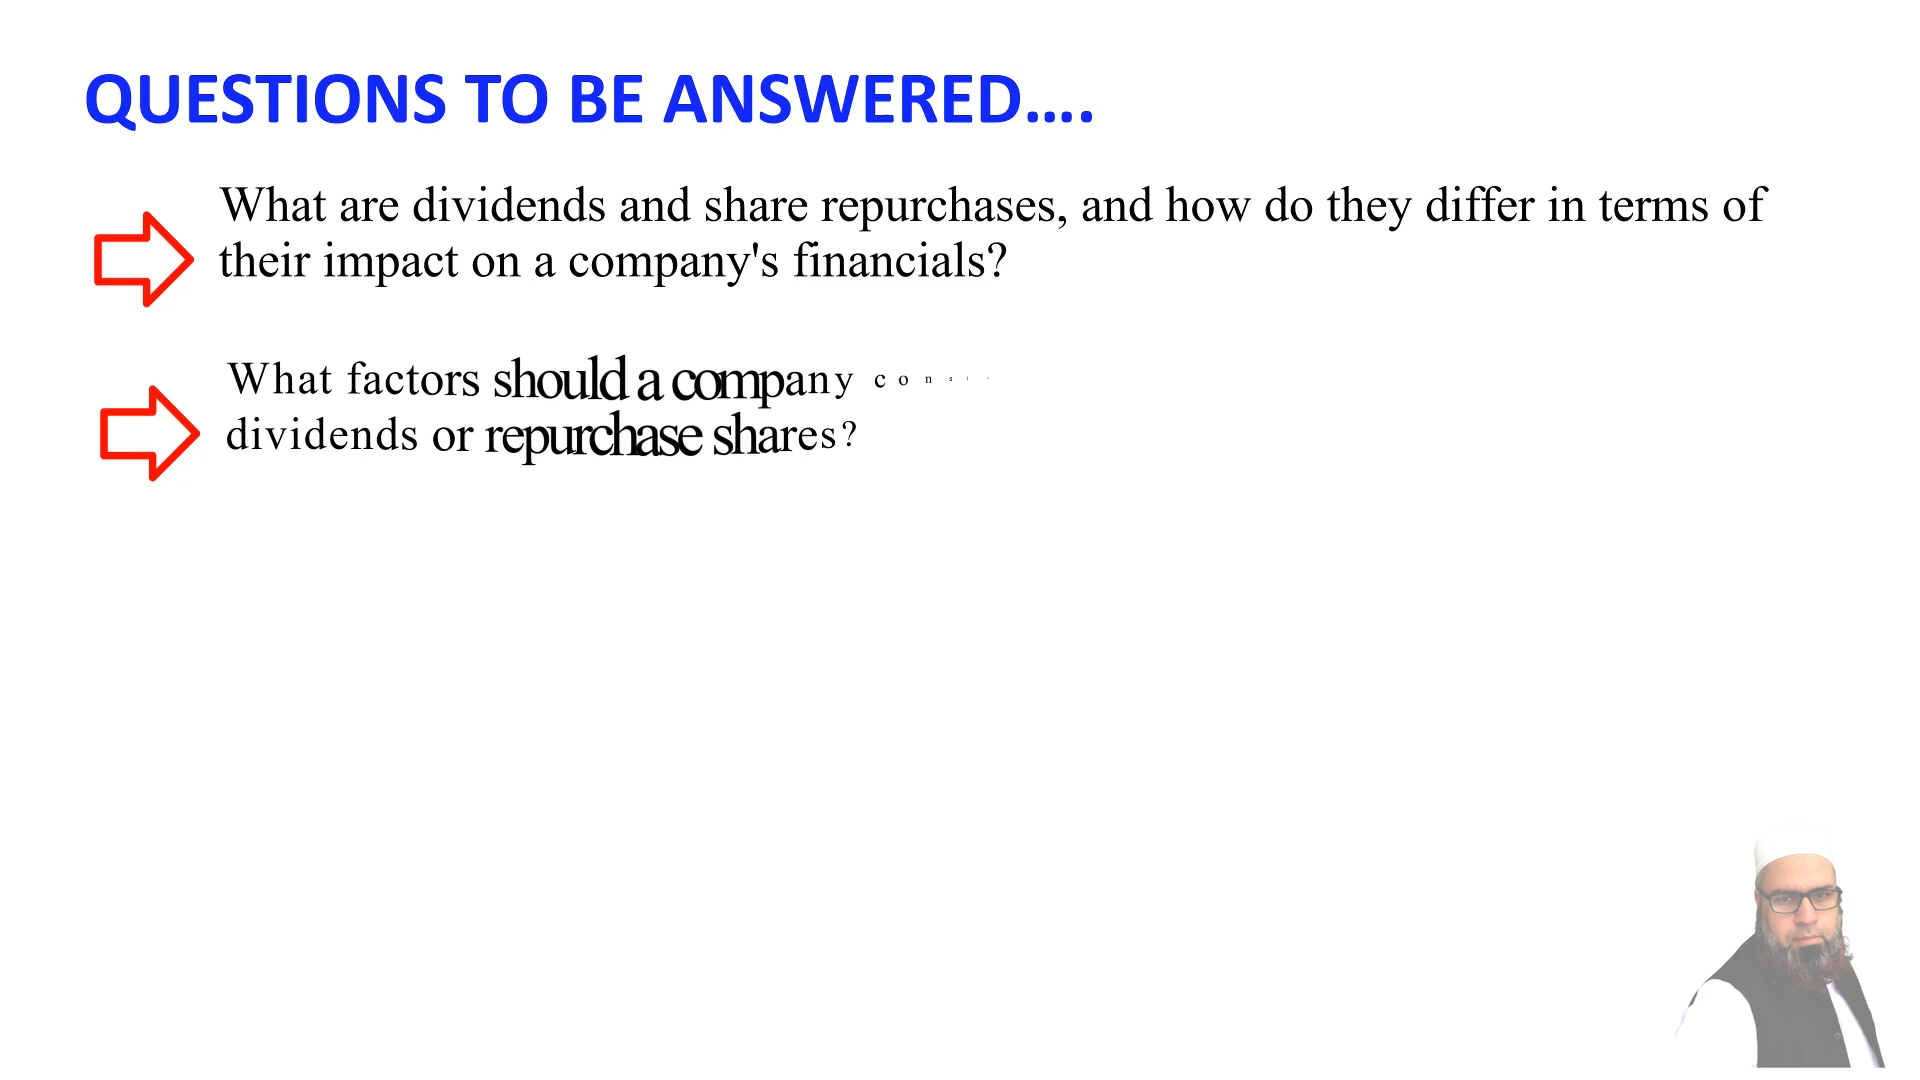 QUESTIONS TO BE ANSWERED....
What are dividends and share repurchases, and how do they differ in terms of
their impact on a company's financials?
What factors should a company
dividends or repurchase shares?